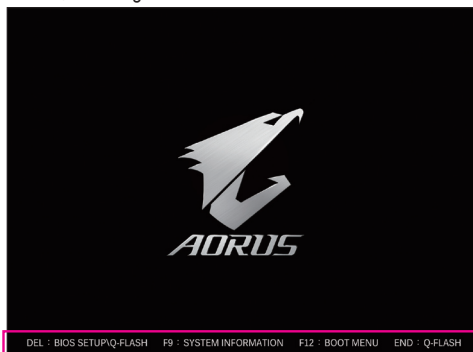 AORUS
DEL : BIOS SETUP\Q-FLASH F9 : SYSTEM INFORMATION F12 : BOOT MENU END : Q-FLASH